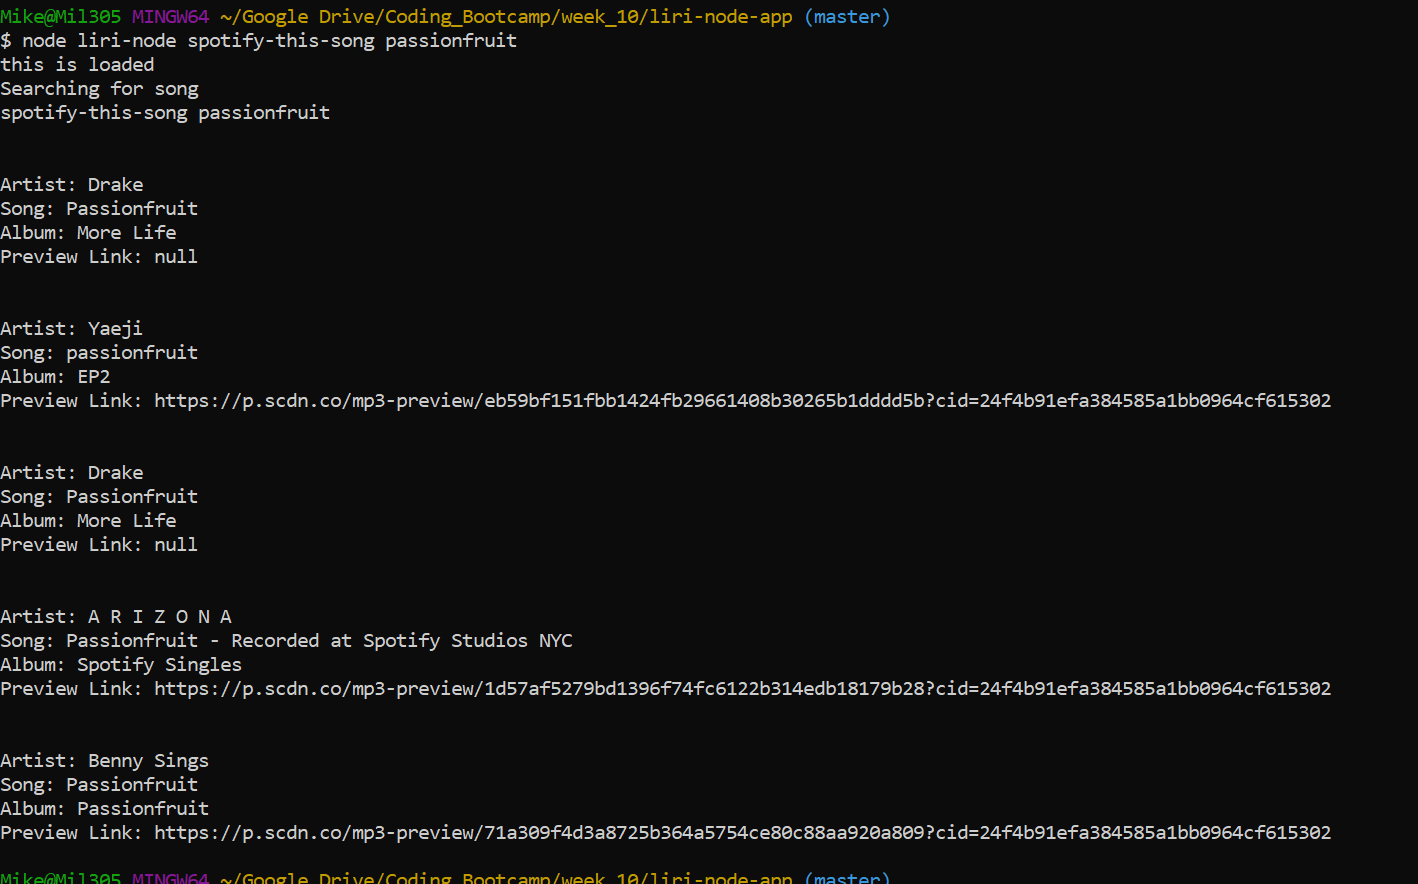 Mike@Mil305 MINGW64 ~/Google Drive/Coding_Bootcamp/week_10/liri-node-app (master)
$ node liri-node spotify-this-song passionfruit
this is loaded
Searching for song
spotify-this-song passionfruit
Artist: Drake
Song: Passionfruit
Album: More Life
Preview Link: null
Artist: Yaeji
Song: passionfruit
Album: EP2
Preview Link: https://p.scdn.co/mp3-preview/eb59bf151fbb1424fb29661408b30265b1dddd5b?cid=24f4b91efa384585a1bb0964cf615302
Artist: Drake
Song: Passionfruit
Album: More Life
Preview Link: null
Artist: A R I Z O N A
Song: Passionfruit - Recorded at Spotify Studios NYC
Album: Spotify Singles
Preview Link: https://p.scdn.co/mp3-preview/1d57af5279bd1396f74fc6122b314edb18179b28?cid=24f4b91efa384585a1bb0964cf615302
Artist: Benny Sings
Song: Passionfruit
Album: Passionfruit
Preview Link: https://p.scdn.co/mp3-preview/71a309f4d3a8725b364a5754ce80c88aa920a809?cid=24f4b91efa384585a1bb0964cf615302
Mike@Mil305 MINGW64 ~/Google Drive/Coding_Bootcamp/week_10/liri-node-app (master)